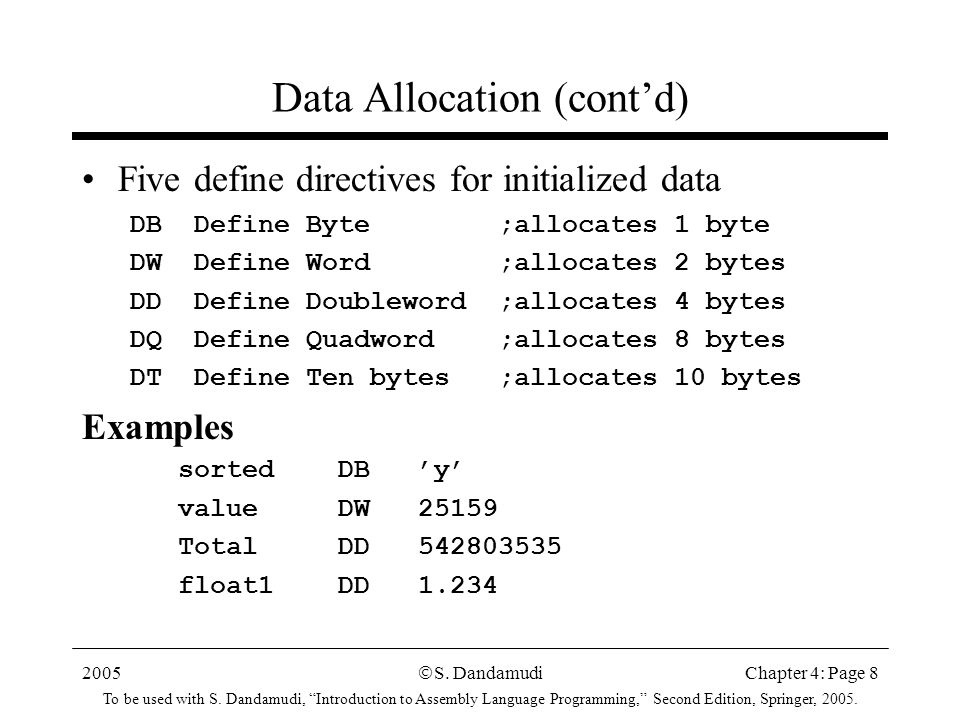 Data Allocation (cont’d)
• Five define directives for initialized data
DB Define Byte ;allocates 1 byte
DW Define Word ;allocates 2 bytes
DD Define Doubleword ;allocates 4 bytes
DQ Define Quadword ;allocates 8 bytes
DT Define Ten bytes ;allocates 10 bytes
Examples
sorted DB ’y’
value DW 25159
Total DD 542803535
float1 DD 1.234
2005 ©S. Dandamudi Chapter 4: Page 8
To be used with S. Dandamudi, “Introduction to Assembly Language Programming,” Second Edition, Springer, 2005.